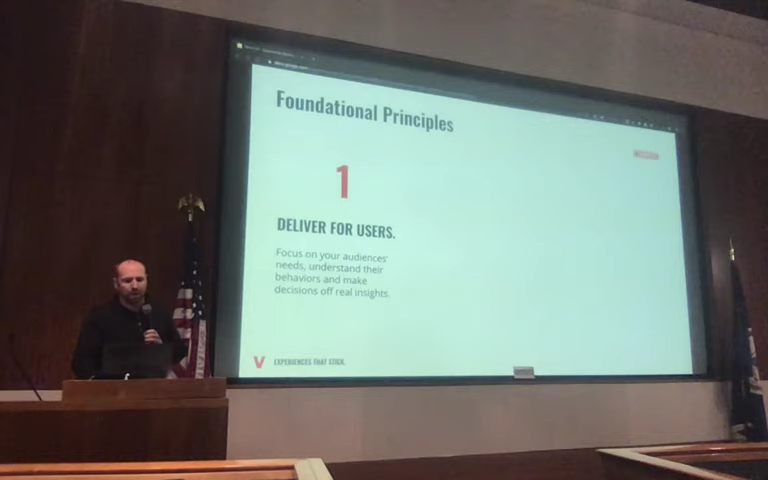 Foundational Principles
1
DELIVER FOR USERS.
Focus on your audiences'
needs, understand their
behaviors and make
decisions off real insights.
V EXPERIENCES THAT STICK.